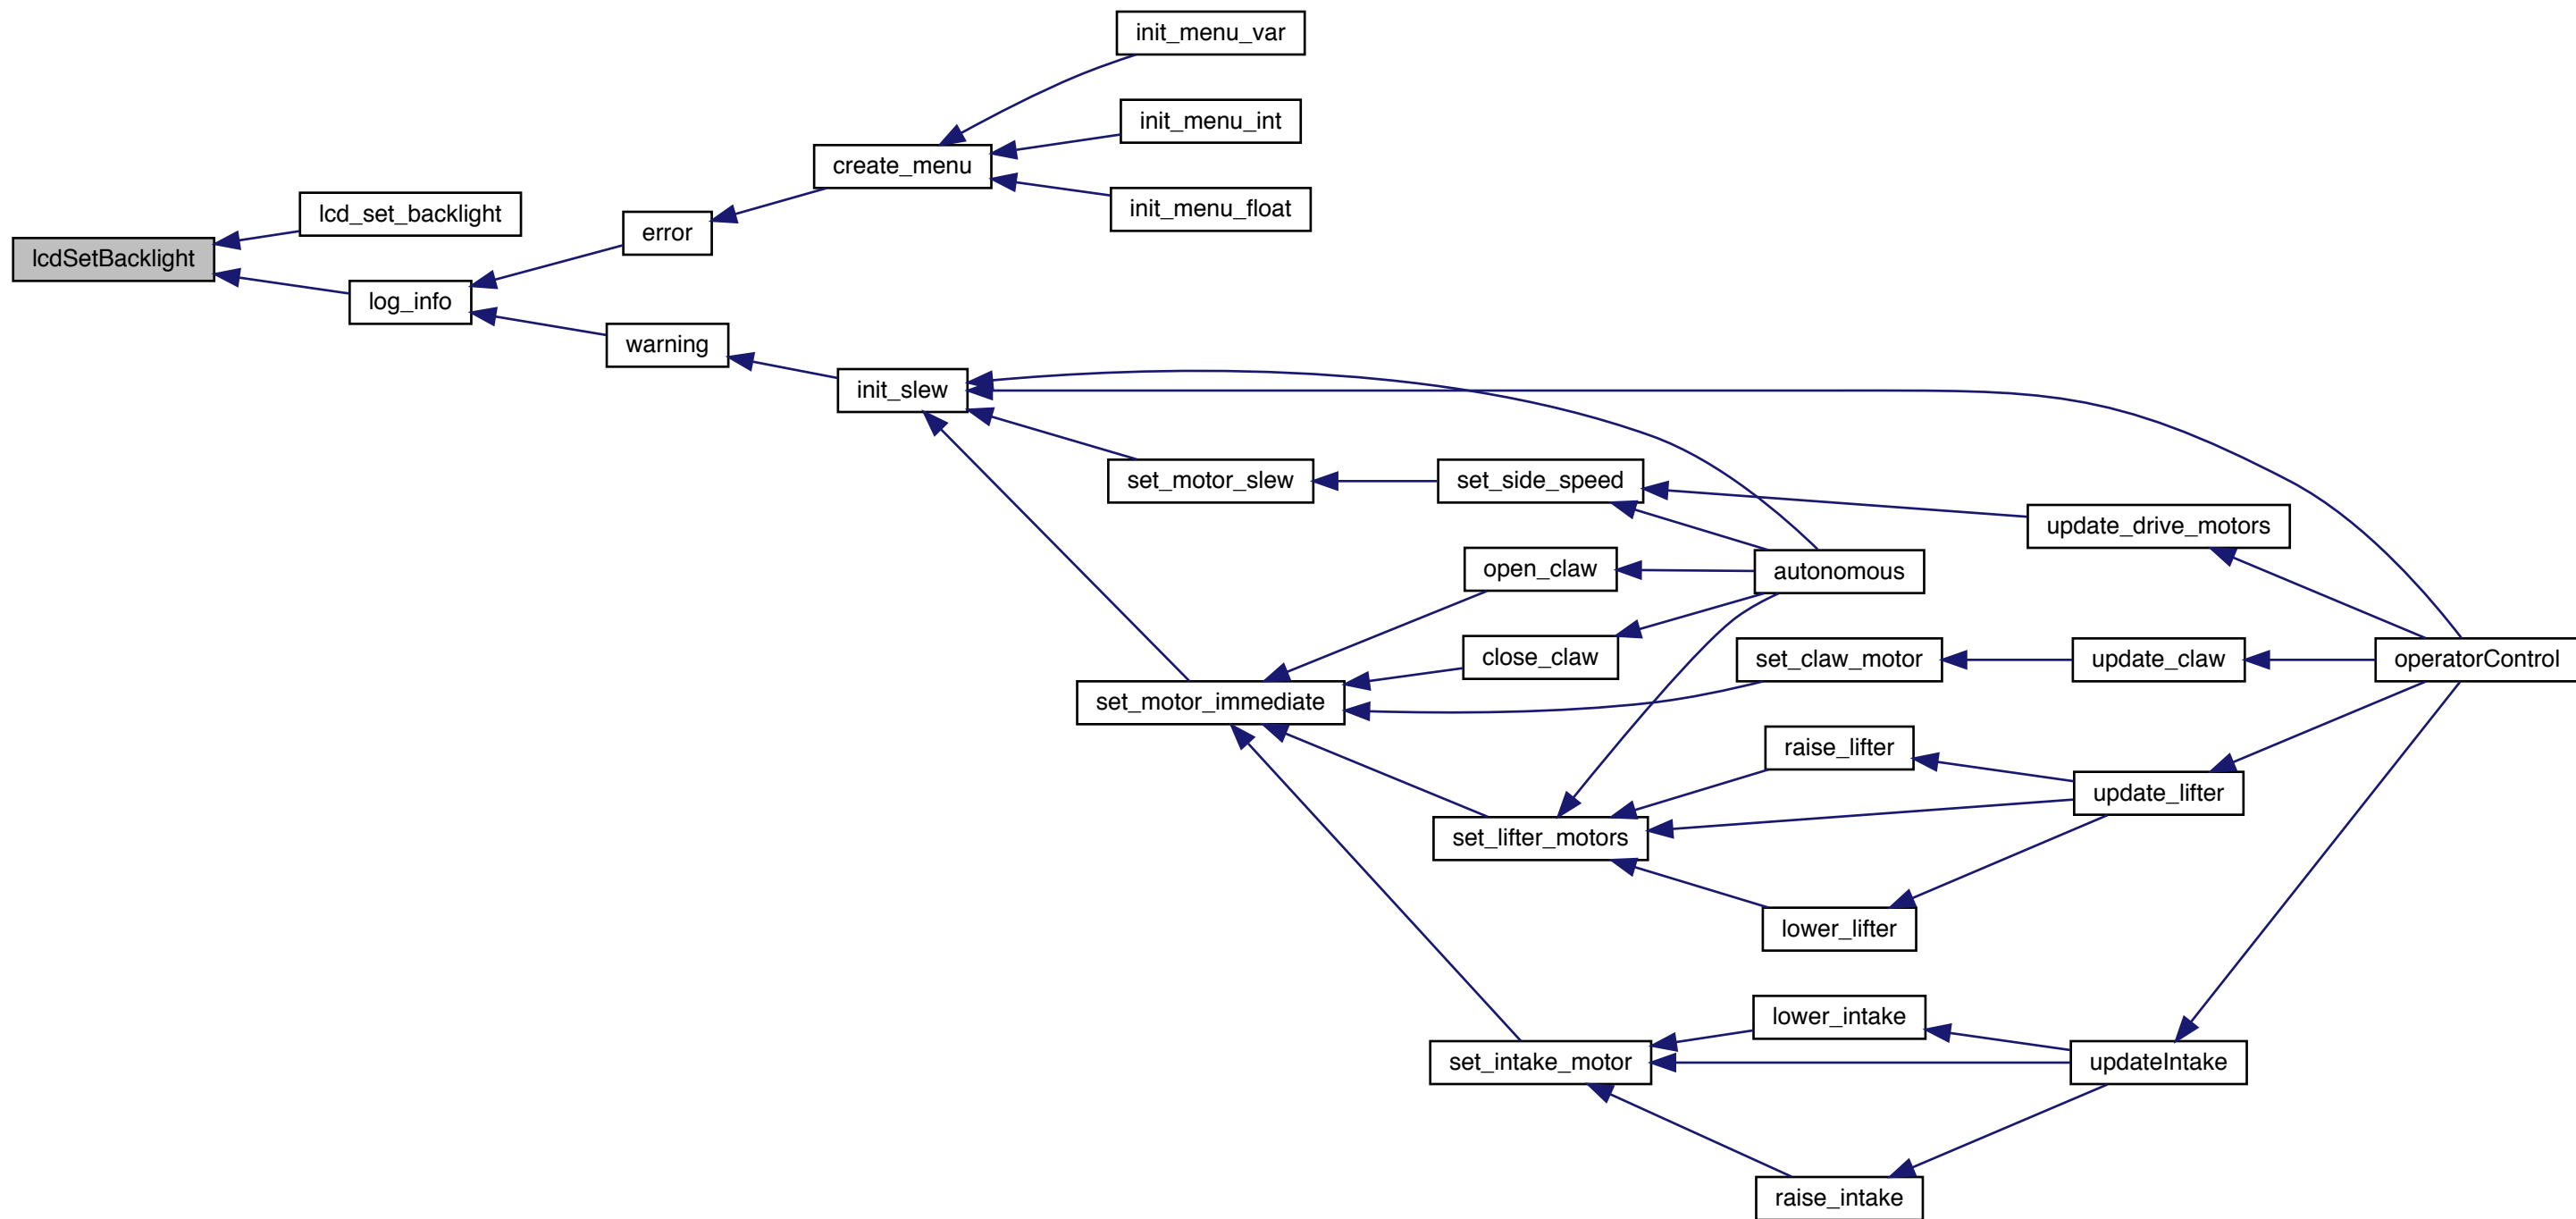 init_menu_var
init_menu_int
create_menu
init_menu_float
lcd_set_backlight
error
lcdSetBacklight
log_info
warning
init_slew
set_motor_slew
set_side_speed
update_drive_motors
open_claw
autonomous
close_claw
set_claw_motor
update_claw
operatorControl
set_motor_immediate
raise_lifter
update_lifter
set_lifter_motors
lower_lifter
lower_intake
set_intake_motor
updateIntake
raise_intake